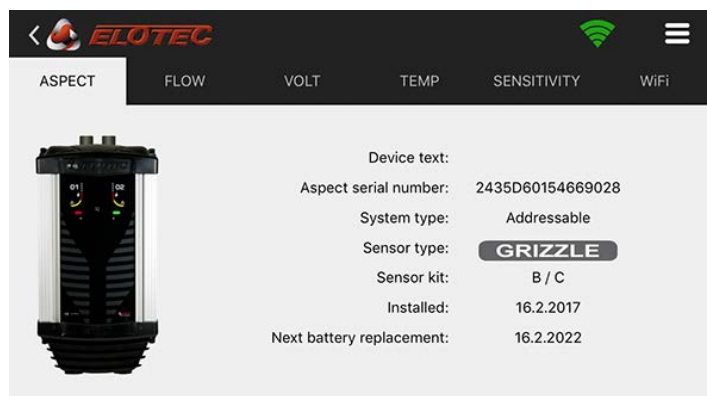 ELOTEC
ASPECT FLOW VOLT TEMP SENSITIVITY WiFi
01 02
Device text:
Aspect serial number: 2435D60154669028
System type: Addressable
Sensor type: GRIZZLE
Sensor kit: B / C
Installed: 16.2.2017
Next battery replacement: 16.2.2022